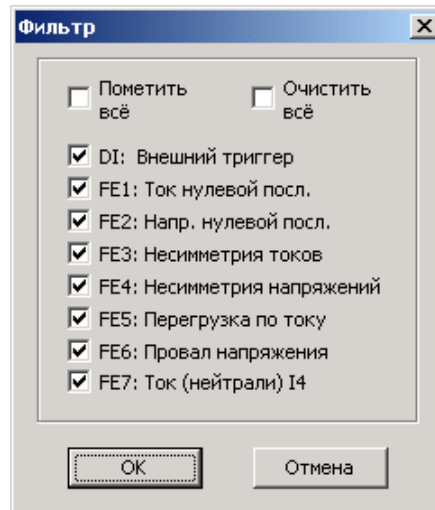 Фильтр
Пометить всё
Очистить всё
DI: Внешний триггер
FE1: Ток нулевой посл.
FE2: Напр. нулевой посл.
FE3: Несимметрия токов
FE4: Несимметрия напряжений
FE5: Перегрузка по току
FE6: Провал напряжения
FE7: Ток (нейтрали) I4
OK
Отмена